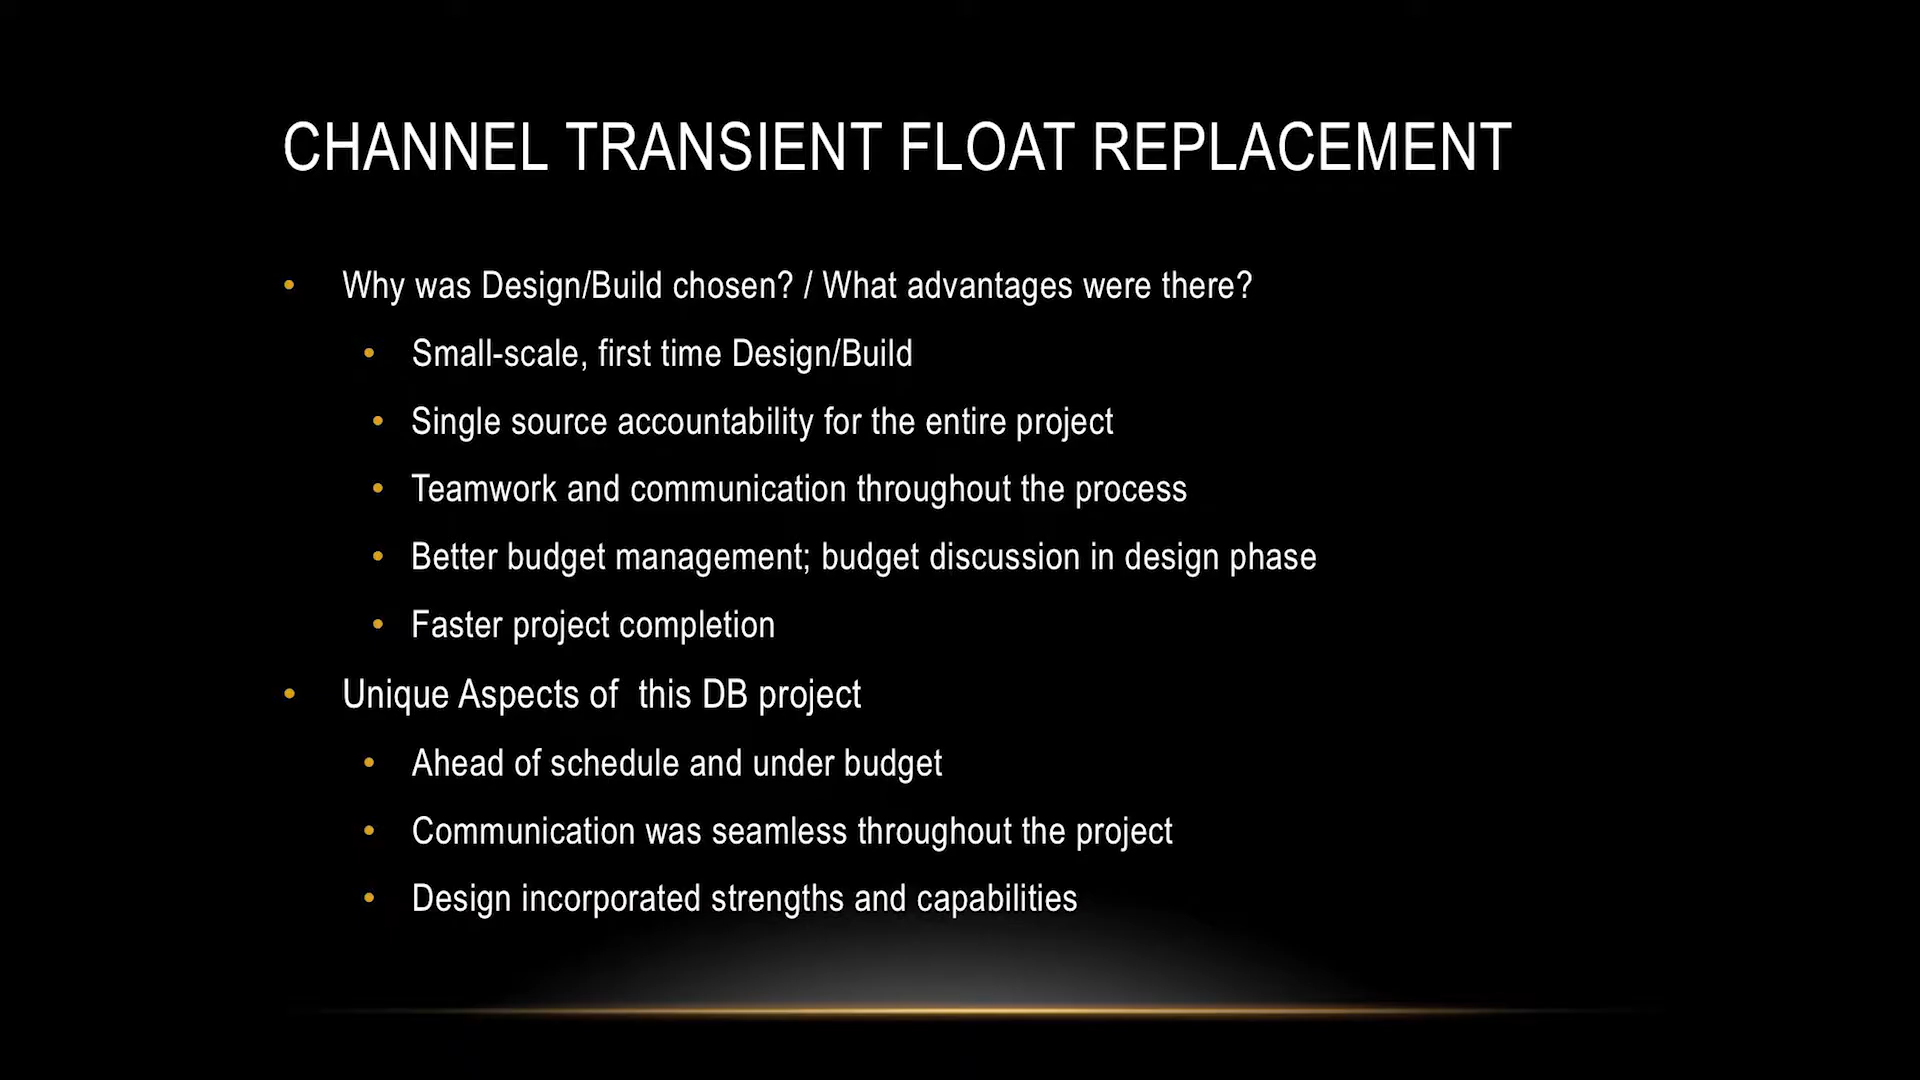 CHANNEL TRANSIENT FLOAT REPLACEMENT
• Why was Design/Build chosen? / What advantages were there?
• Small-scale, first time Design/Build
• Single source accountability for the entire project
• Teamwork and communication throughout the process
• Better budget management; budget discussion in design phase
• Faster project completion
• Unique Aspects of  this DB project
• Ahead of schedule and under budget
• Communication was seamless throughout the project
• Design incorporated strengths and capabilities